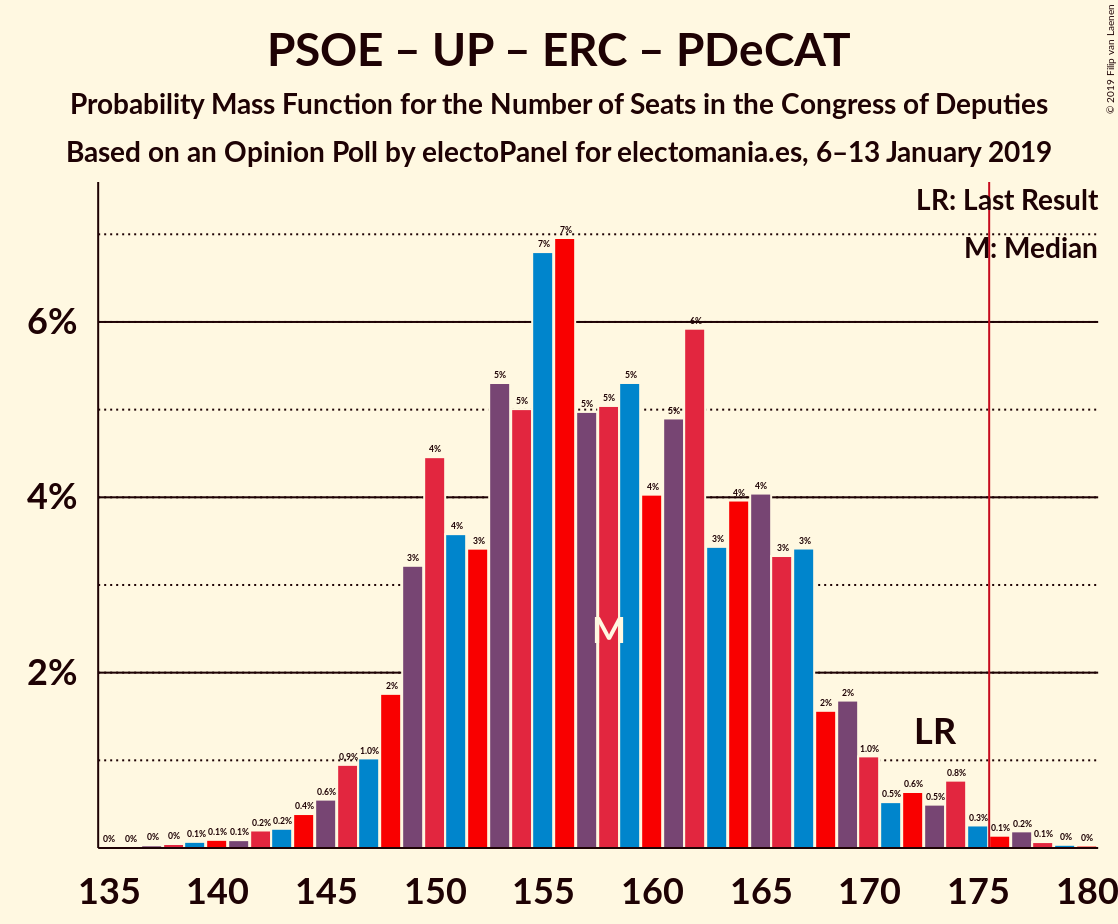 PSOE – UP – ERC – PDeCAT
Probability Mass Function for the Number of Seats in the Congress of Deputies
Based on an Opinion Poll by electoPanel for electomania.es, 6–13 January 2019
© 2019 Filip van Laenen
LR: Last Result
M: Median
6%
4%
2%
0% 0% 0% 0% 0.1% 0.1% 0.1% 0.2% 0.2% 0.4% 0.6% 0.9% 1.0% 2% 3% 4% 4% 3% 5% 5% 7% 7% 5% 5% 5% 4% 5% 6% 3% 4% 4% 3% 3% 2% 2% 1.0% 0.5% 0.6% 0.5% 0.8% 0.3% 0.1% 0.2% 0.1% 0% 0%
M
LR
135 140 145 150 155 160 165 170 175 180